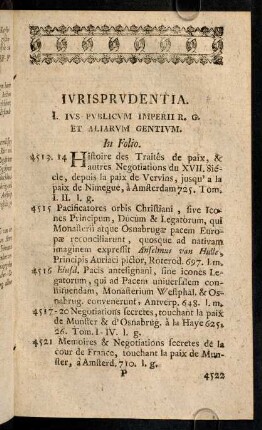 IVRISPRVDENTIA.
I. IVS PVBLICVM IMPERII R. G.
ET ALIARVM GENTIVM.
In Folio.
4513. 14 Histoire des Traités de paix, &
autres Negotiations du XVII. Sié-
cle, depuis la paix de Vervins, jusqu' a la
paix de Nimegue, à Amsterdam 725. Tom.
I. II. l. g.
4515 Pacificatores orbis Christiani, sive Ico-
nes Principum, Ducum & Legatorum, qui
Monasterii atque Osnabrugæ pacem Euro-
pæ reconciliarunt, quosque ad nativam
imaginem expressit Anselmus van Hulle,
Principis Auriaci pictor, Roterod. 697. l. m.
4516 Ejusd. Pacis antesignani, sine icones Le-
gatorum, qui ad Pacem universalem con-
stituendam, Monasterium Westphal. & Os-
nabrug. convenerunt, Antverp. 648. l. m.
4517-20 Negotiations secretes, touchant la paix
de Munster & d'Osnabrug. à la Haye 625,
26. Tom. I-IV. l. g.
4521 Memoires & Negotiations secretes de la
cour de France, touchant la paix de Mun-
ster, à Amsterd. 710. l. g.
P
4522